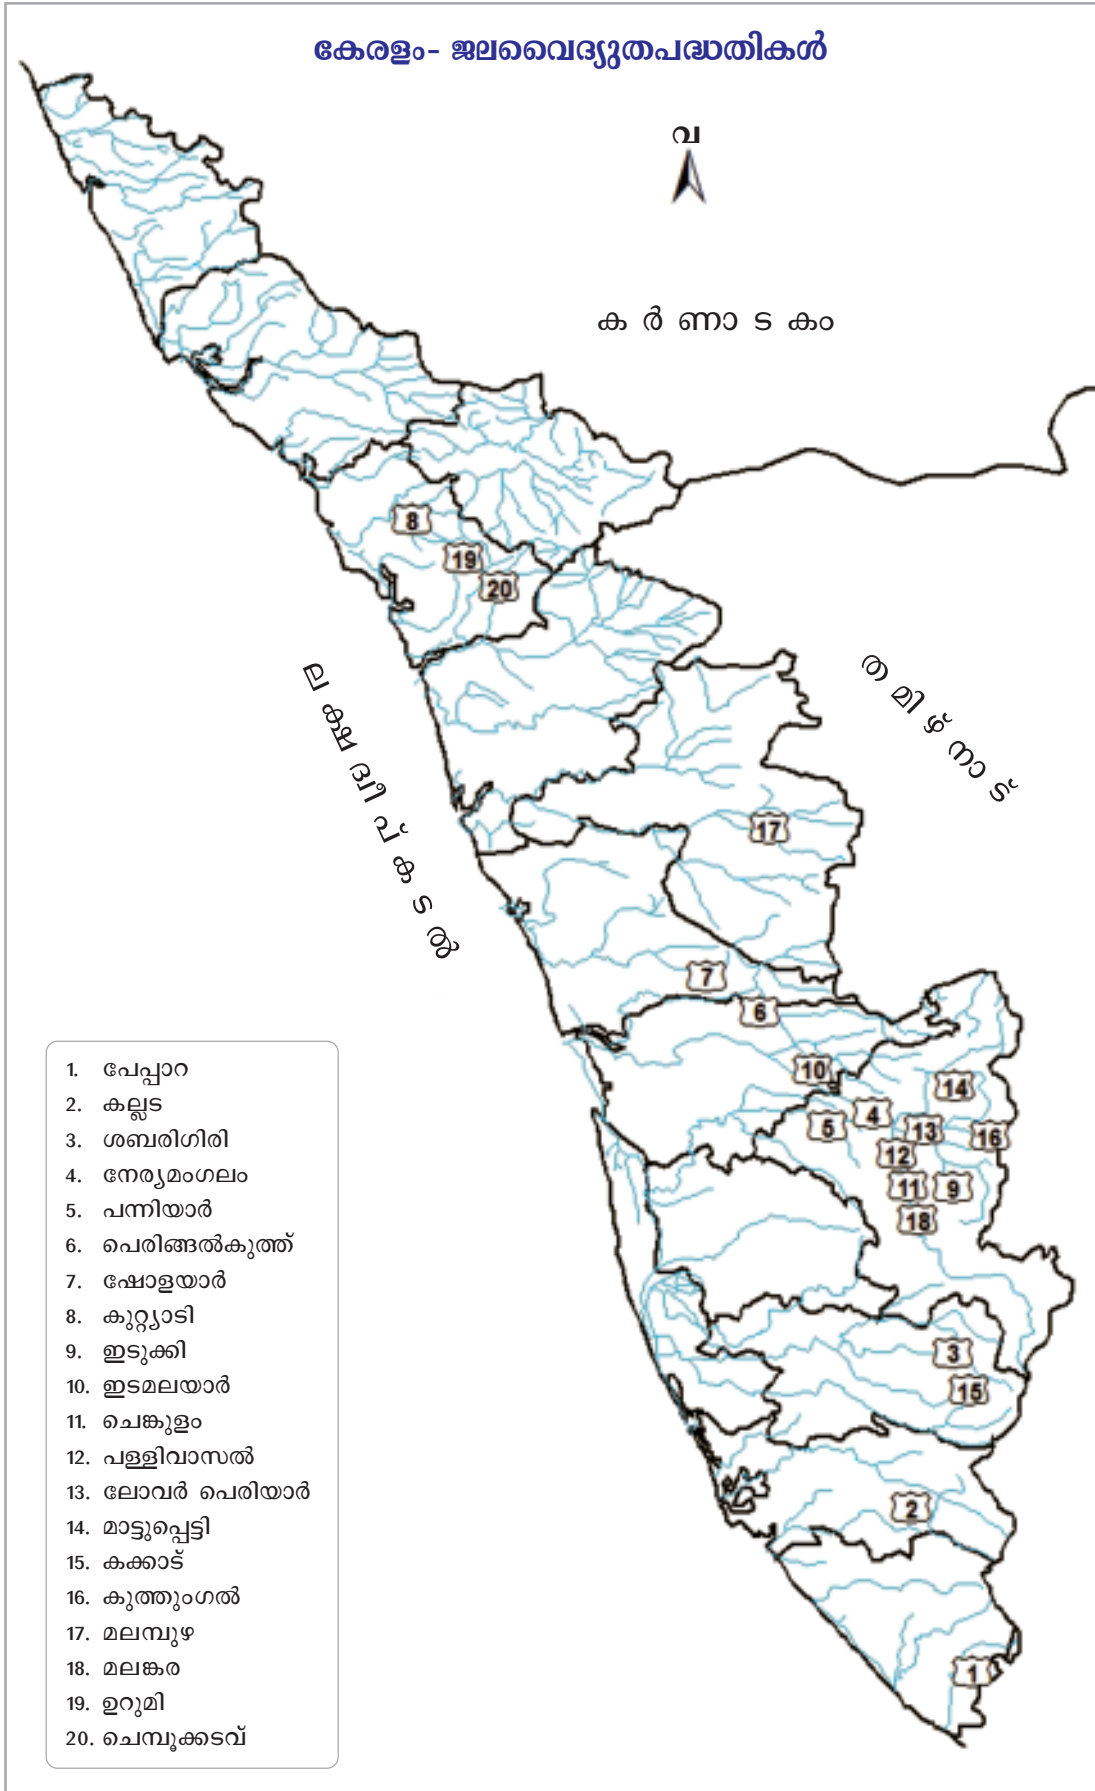 കേരളം- ജലവൈദ്യുതപദ്ധതികൾ
വ
ക ർ ണാ ട കം
8
19
20
ത മി ഴ് നാ ട്
ല ക്ഷ ദ്വീ പ് ക ട ൽ
17
7
6
10
14
4
5
13
16
12
11
9
18
3
15
2
1
1. പേപ്പാറ
2. കല്ലട
3. ശബരിഗിരി
4. നേര്യമംഗലം
5. പന്നിയാർ
6. പെരിങ്ങൽകുത്ത്
7. ഷോളയാർ
8. കുറ്റ്യാടി
9. ഇടുക്കി
10. ഇടമലയാർ
11. ചെങ്കുളം
12. പള്ളിവാസൽ
13. ലോവർ പെരിയാർ
14. മാട്ടുപ്പെട്ടി
15. കക്കാട്
16. കുത്തുംഗൽ
17. മലമ്പുഴ
18. മലങ്കര
19. ഉറുമി
20. ചെമ്പൂക്കടവ്